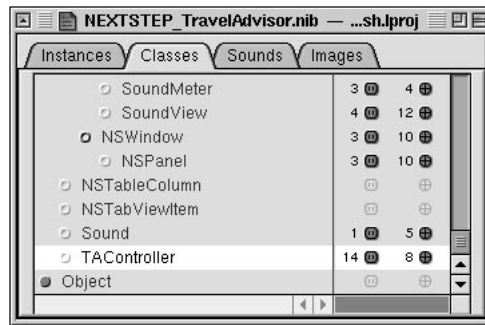 NEXTSTEP_TravelAdvisor.nib — ...sh.lproj
Instances Classes Sounds Images
SoundMeter 3 4
SoundView 4 12
NSWindow 3 10
NSPanel 3 10
NSTableColumn
NSTabViewItem
Sound 1 5
TAController 14 8
Object